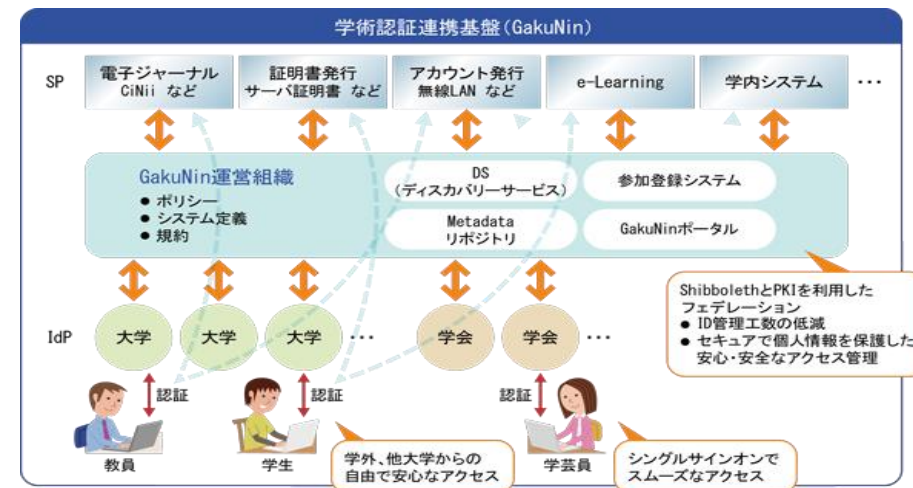 学術認証連携基盤(GakuNin)
SP
電子ジャーナル
CiNii など
証明書発行
サーバ証明書 など
アカウント発行
無線LAN など
e-Learning
学内システム
･･･
GakuNin運営組織
● ポリシー
● システム定義
● 規約
DS
(ディスカバリーサービス)
参加登録システム
Metadata
リポジトリ
GakuNinポータル
ShibbolethとPKIを利用した
フェデレーション
● ID管理工数の低減
● セキュアで個人情報を保護した
安心・安全なアクセス管理
IdP
大学
大学
大学
･･･
学会
学会
･･･
認証
認証
認証
教員
学生
学芸員
学外、他大学からの
自由で安心なアクセス
シングルサインオンで
スムーズなアクセス